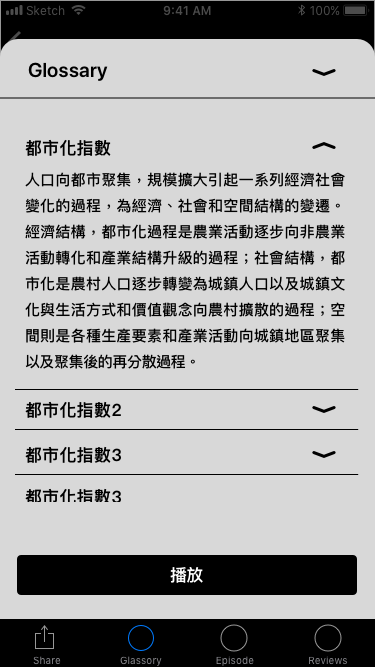 Sketch
9:41 AM
100%
Glossary
都市化指數
人口向都市聚集，規模擴大引起一系列經濟社會
變化的過程，為經濟、社會和空間結構的變遷。
經濟結構，都市化過程是農業活動逐步向非農業
活動轉化和產業結構升級的過程；社會結構，都
市化是農村人口逐步轉變為城鎮人口以及城鎮文
化與生活方式和價值觀念向農村擴散的過程；空
間則是各種生產要素和產業活動向城鎮地區聚集
以及聚集後的再分散過程。
都市化指數2
都市化指數3
都市化指數3
播放
Share
Glassory
Episode
Reviews